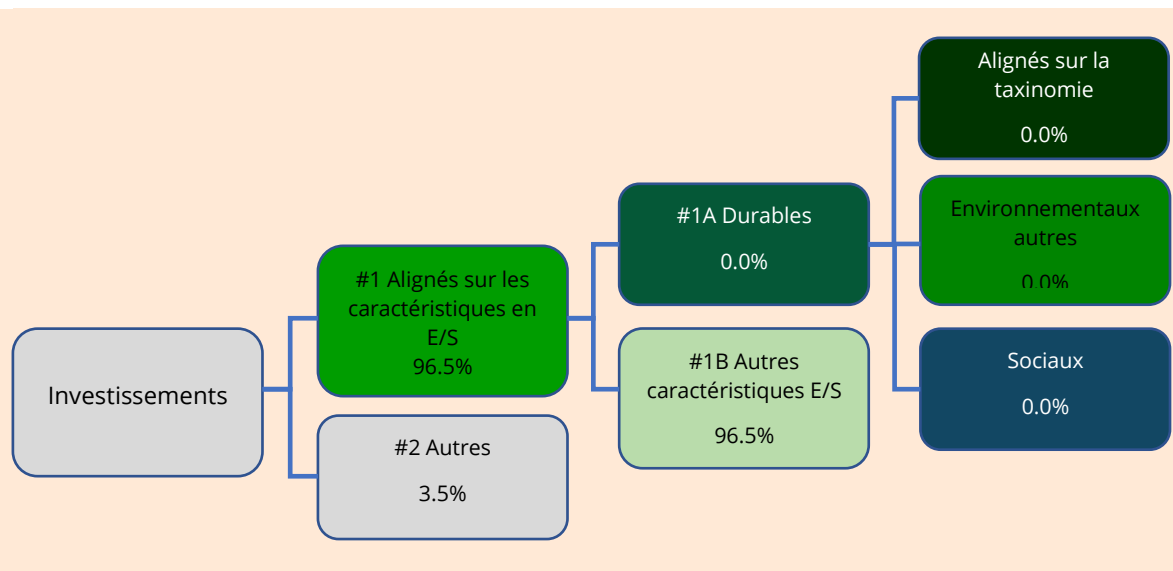 Investissements
#1 Alignés sur les
caractéristiques en
E/S
96.5%
#2 Autres
3.5%
#1A Durables
0.0%
#1B Autres
caractéristiques E/S
96.5%
Alignés sur la
taxinomie
0.0%
Environnementaux
autres
0.0%
Sociaux
0.0%